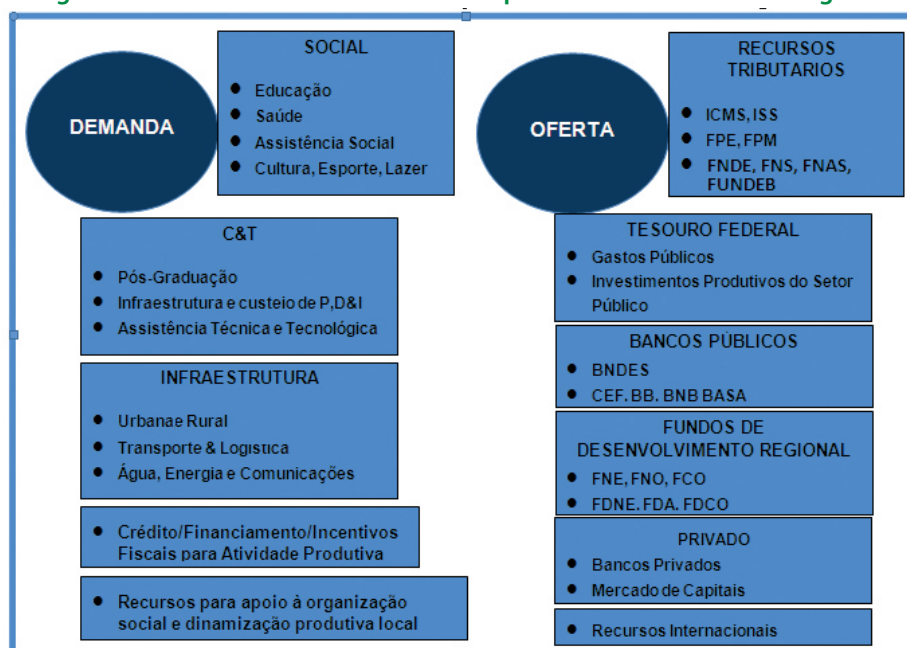 DEMANDA
SOCIAL
● Educação
● Saúde
● Assistência Social
● Cultura, Esporte, Lazer
C&T
● Pós-Graduação
● Infraestrutura e custeio de P,D&I
● Assistência Técnica e Tecnológica
INFRAESTRUTURA
● Urbanae Rural
● Transporte & Logística
● Água, Energia e Comunicações
● Crédito/Financiamento/Incentivos
Fiscais para Atividade Produtiva
● Recursos para apoio à organização
social e dinamização produtiva local
OFERTA
RECURSOS
TRIBUTARIOS
● ICMS, ISS
● FPE, FPM
● FNDE, FNS, FNAS,
FUNDEB
TESOURO FEDERAL
● Gastos Públicos
● Investimentos Produtivos do Setor
Público
BANCOS PÚBLICOS
● BNDES
● CEF. BB. BNB BASA
FUNDOS DE
DESENVOLVIMENTO REGIONAL
● FNE, FNO, FCO
● FDNE. FDA. FDCO
PRIVADO
● Bancos Privados
● Mercado de Capitais
● Recursos Internacionais